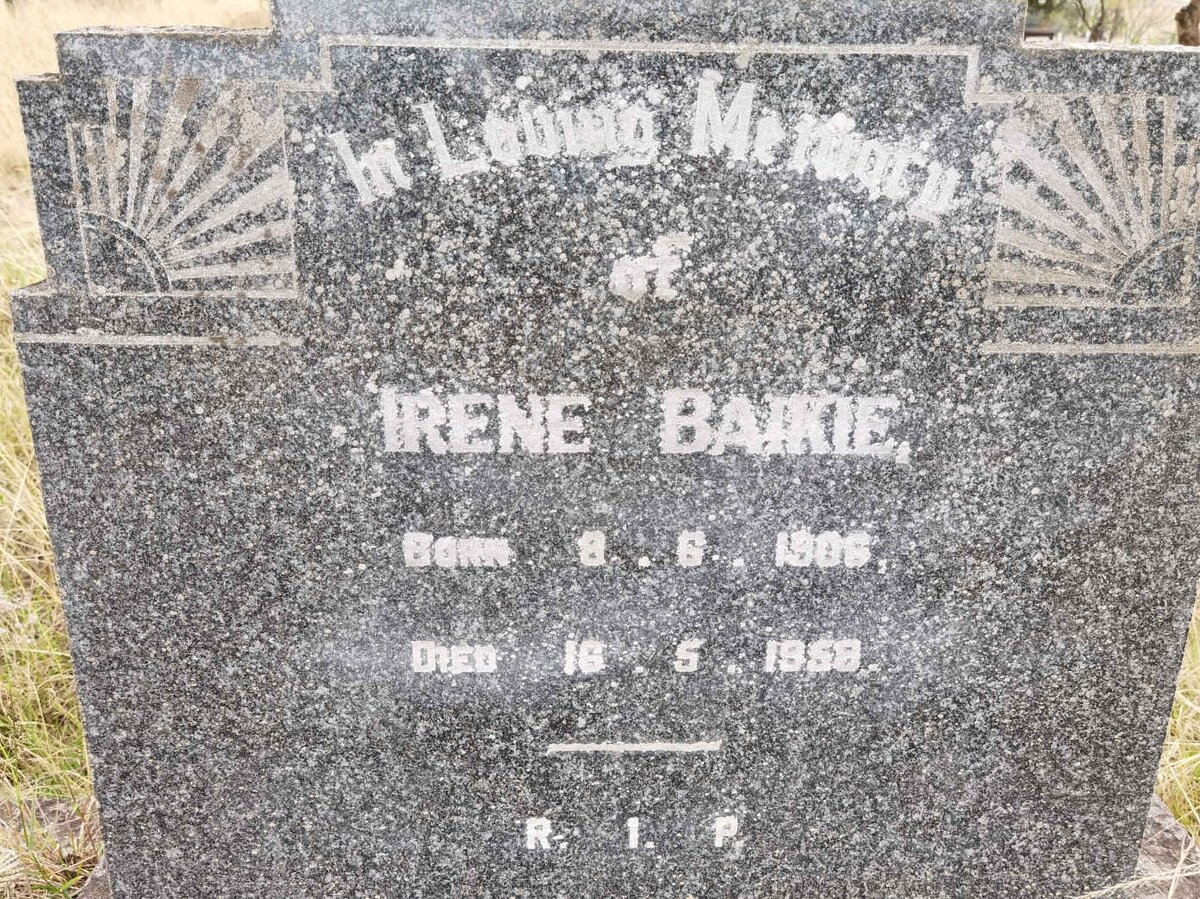 In Loving Memory
of
IRENE BAIKIE,
BORN 8. 6. 1906,
DIED 16. 5. 1958.
R. I. P.